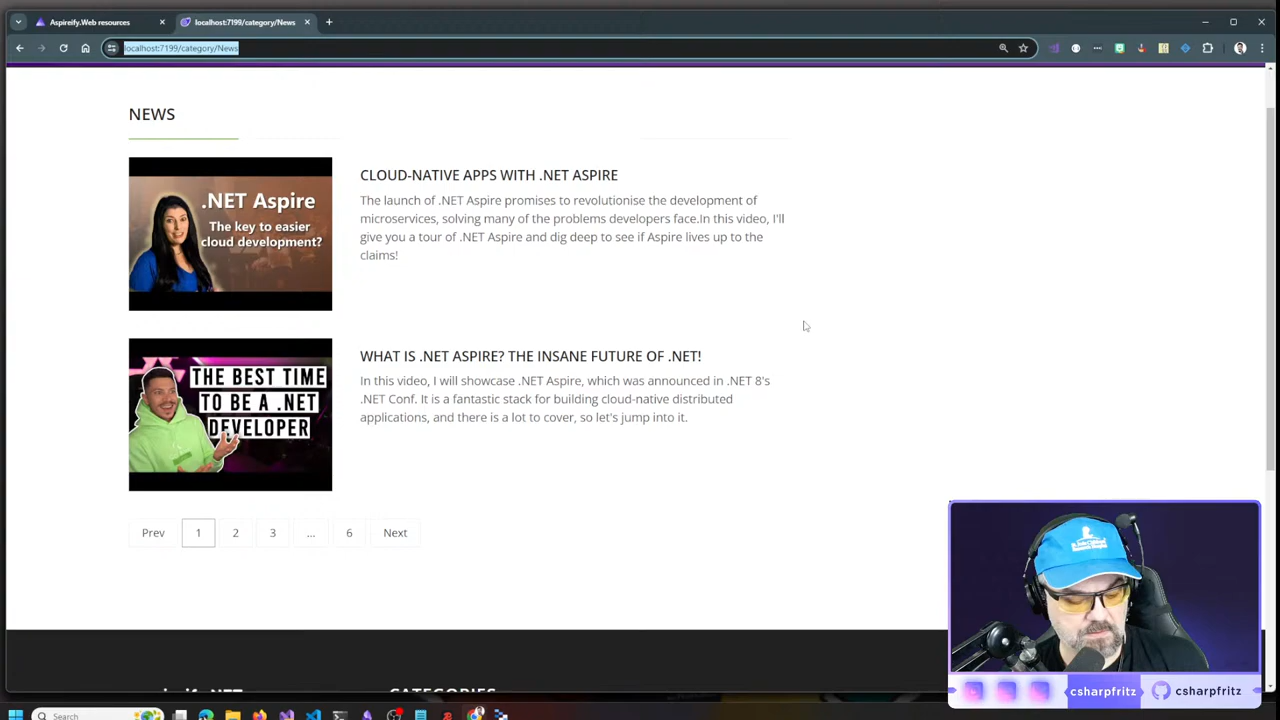 Aspireify.Web resources
localhost:7199/category/News
localhost:7199/category/News
NEWS
.NET Aspire
The key to easier
cloud development?
CLOUD-NATIVE APPS WITH .NET ASPIRE
The launch of .NET Aspire promises to revolutionise the development of
microservices, solving many of the problems developers face.In this video, I'll
give you a tour of .NET Aspire and dig deep to see if Aspire lives up to the
claims!
THE BEST TIME
TO BE A .NET
DEVELOPER
WHAT IS .NET ASPIRE? THE INSANE FUTURE OF .NET!
In this video, I will showcase .NET Aspire, which was announced in .NET 8's
.NET Conf. It is a fantastic stack for building cloud-native distributed
applications, and there is a lot to cover, so let's jump into it.
Prev 1 2 3 ... 6 Next
CATEGORIES
csharpfritz csharpfritz
Search